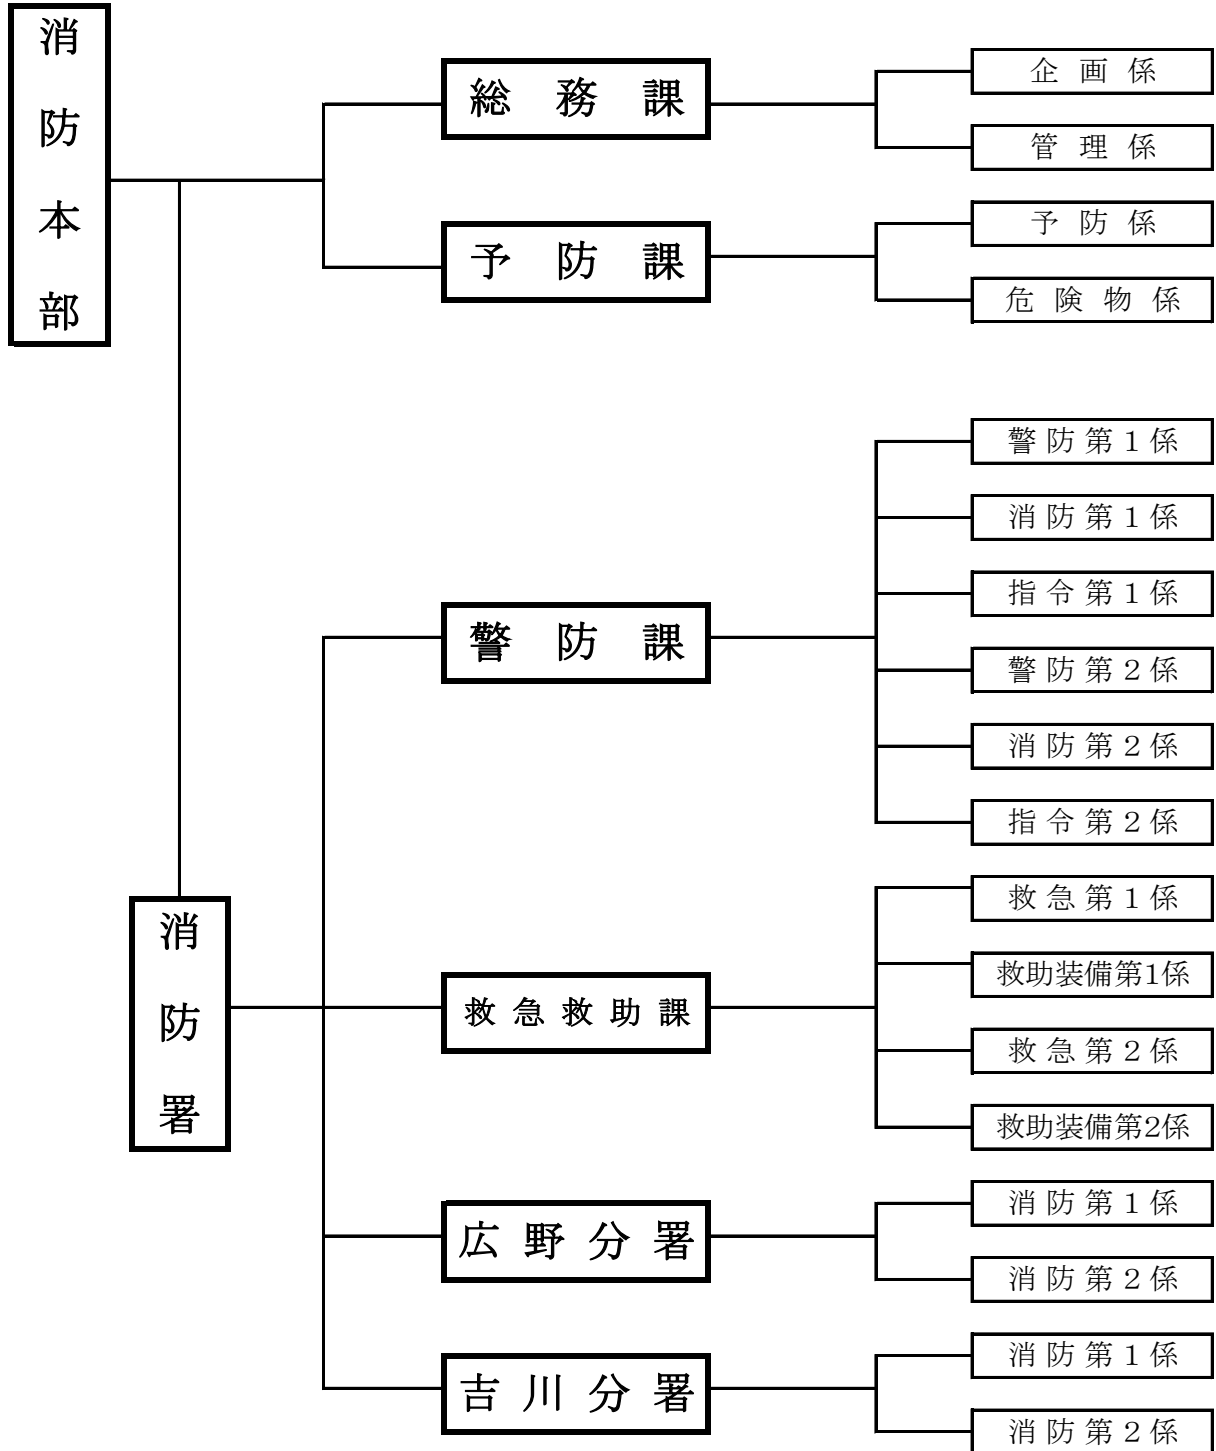 消防本部
総務課
企画係
管理係
予防課
予防係
危険物係
消防署
警防課
警防第１係
消防第１係
指令第１係
警防第２係
消防第２係
指令第２係
救急救助課
救急第１係
救助装備第1係
救急第２係
救助装備第2係
広野分署
消防第１係
消防第２係
吉川分署
消防第１係
消防第２係